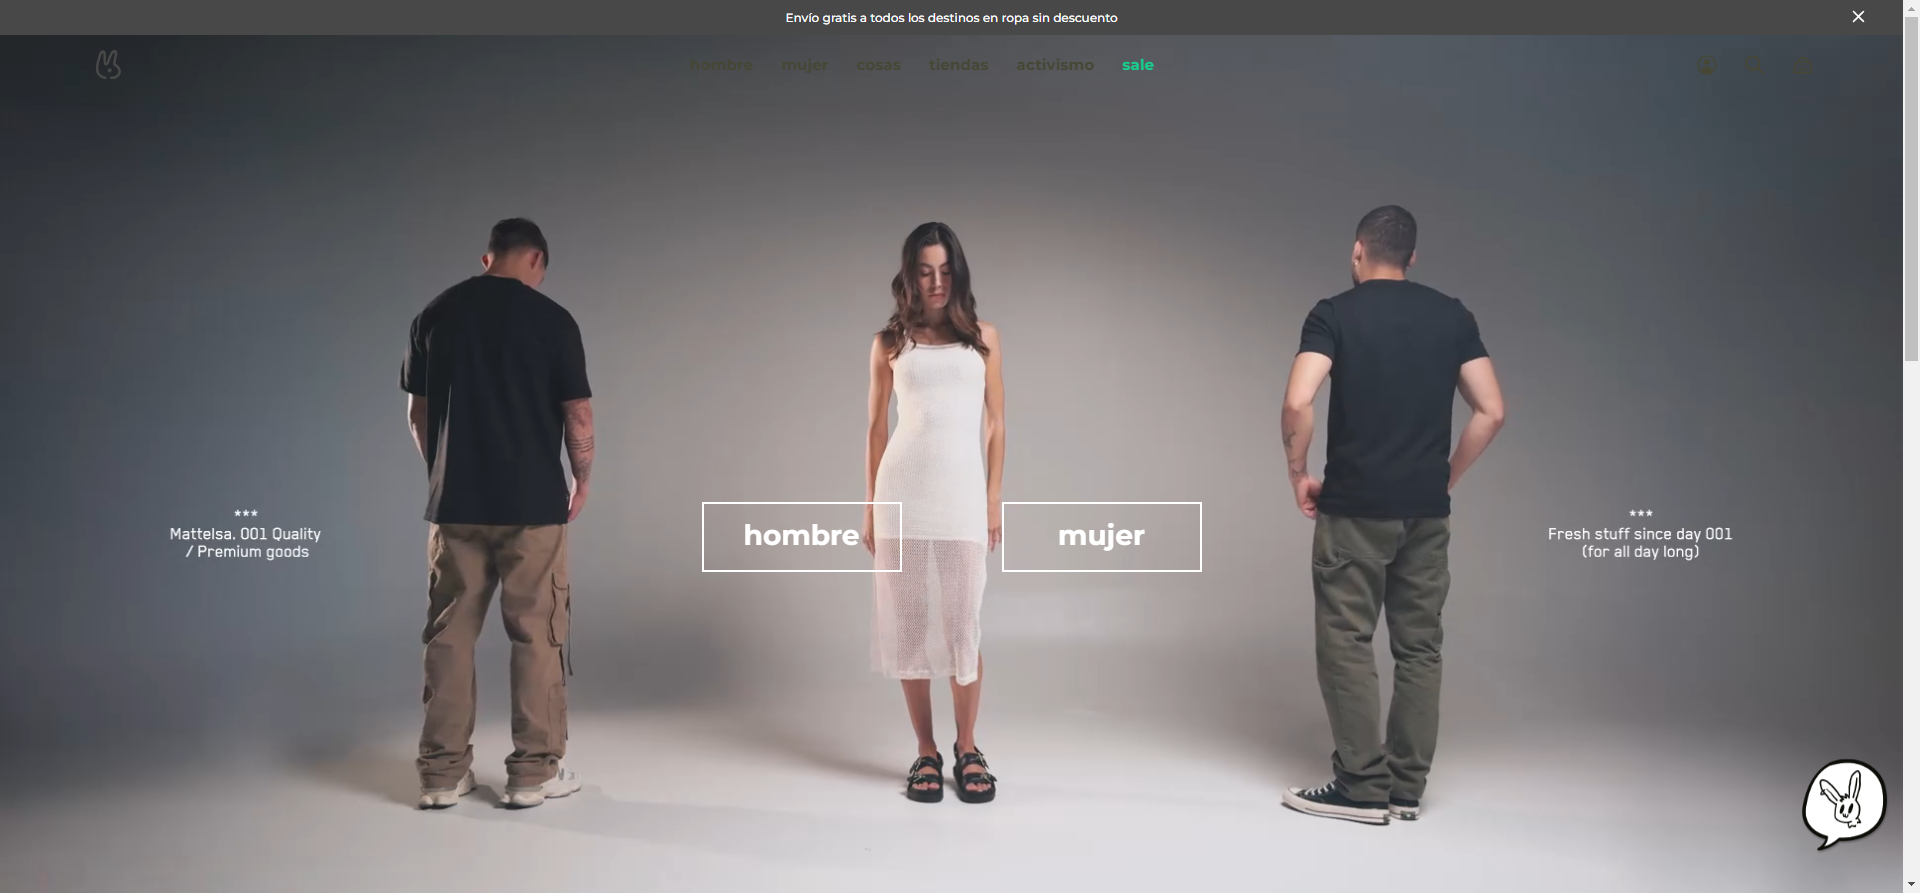 Envío gratis a todos los destinos en ropa sin descuento
hombre mujer cosas tiendas activismo sale
***
Mattelsa. 001 Quality
/ Premium goods
hombre
mujer
***
Fresh stuff since day 001
(for all day long)